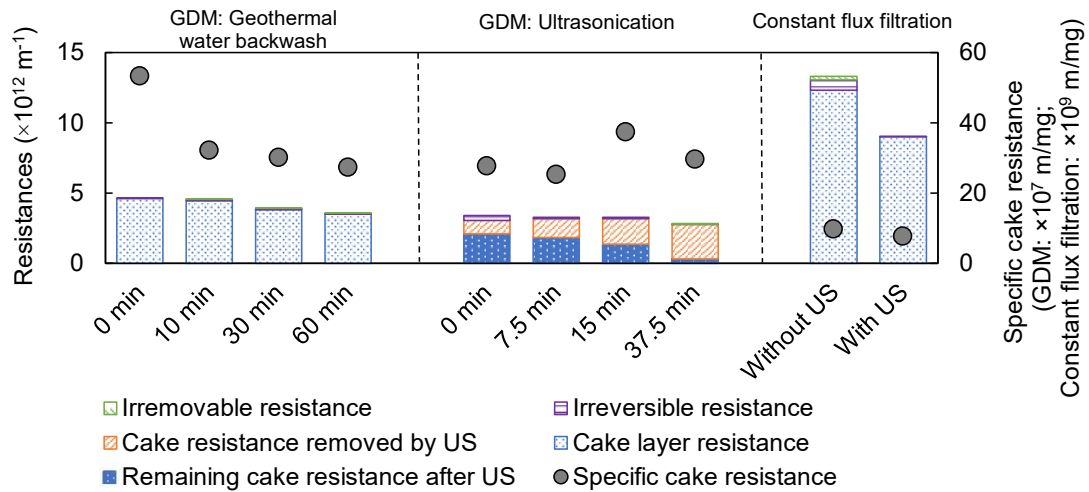 GDM: Geothermal
water backwash
GDM: Ultrasonication
Constant flux filtration
Resistances (×10¹² m⁻¹)
15
10
5
0
60
40
20
0
Specific cake resistance
(GDM: ×10⁷ m/mg;
Constant flux filtration: ×10⁹ m/mg)
0 min
10 min
30 min
60 min
0 min
7.5 min
15 min
37.5 min
Without US
With US
Irremovable resistance
Irreversible resistance
Cake resistance removed by US
Cake layer resistance
Remaining cake resistance after US
Specific cake resistance